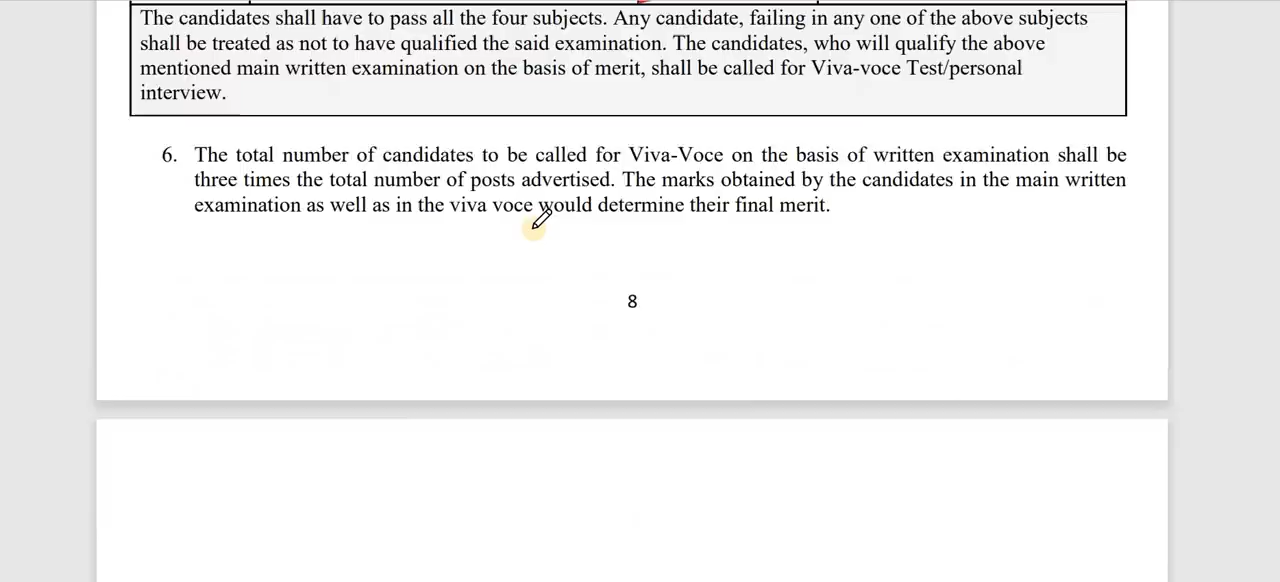 The candidates shall have to pass all the four subjects. Any candidate, failing in any one of the above subjects
shall be treated as not to have qualified the said examination. The candidates, who will qualify the above
mentioned main written examination on the basis of merit, shall be called for Viva-voce Test/personal
interview.
6. The total number of candidates to be called for Viva-Voce on the basis of written examination shall be
three times the total number of posts advertised. The marks obtained by the candidates in the main written
examination as well as in the viva voce would determine their final merit.
8